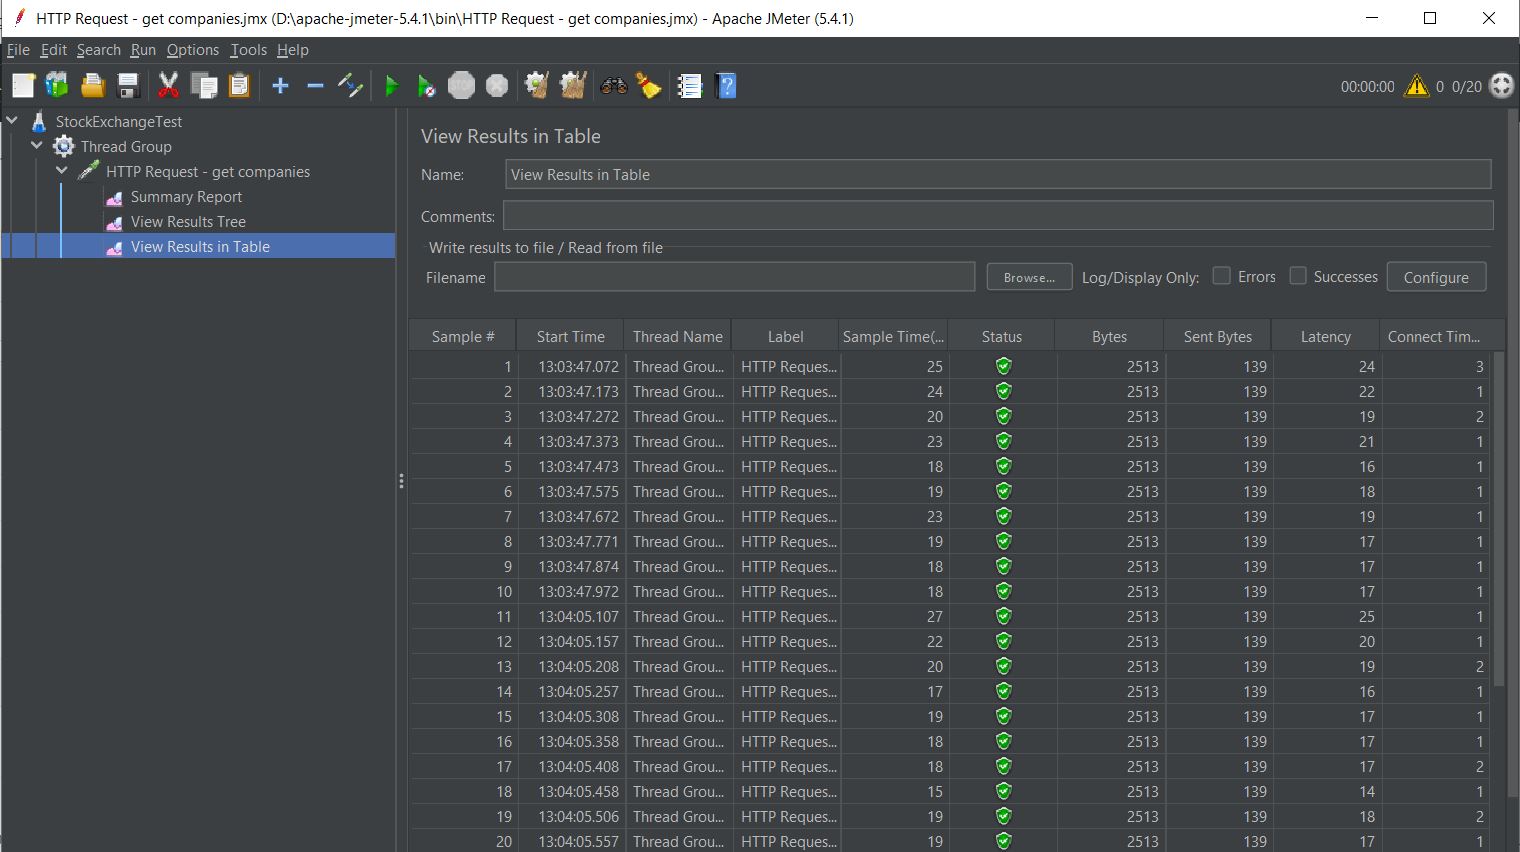 HTTP Request - get companies.jmx (D:\apache-jmeter-5.4.1\bin\HTTP Request - get companies.jmx) - Apache JMeter (5.4.1)
File Edit Search Run Options Tools Help
STOP 00:00:00 0 0/20
StockExchangeTest
Thread Group
HTTP Request - get companies
Summary Report
View Results Tree
View Results in Table
View Results in Table
Name: View Results in Table
Comments:
Write results to file / Read from file
Filename Browse... Log/Display Only: Errors Successes Configure
Sample # Start Time Thread Name Label Sample Time(... Status Bytes Sent Bytes Latency Connect Tim...
1 13:03:47.072 Thread Grou... HTTP Reques... 25 2513 139 24 3
2 13:03:47.173 Thread Grou... HTTP Reques... 24 2513 139 22 1
3 13:03:47.272 Thread Grou... HTTP Reques... 20 2513 139 19 2
4 13:03:47.373 Thread Grou... HTTP Reques... 23 2513 139 21 1
5 13:03:47.473 Thread Grou... HTTP Reques... 18 2513 139 16 1
6 13:03:47.575 Thread Grou... HTTP Reques... 19 2513 139 18 1
7 13:03:47.672 Thread Grou... HTTP Reques... 23 2513 139 19 1
8 13:03:47.771 Thread Grou... HTTP Reques... 19 2513 139 17 1
9 13:03:47.874 Thread Grou... HTTP Reques... 18 2513 139 17 1
10 13:03:47.972 Thread Grou... HTTP Reques... 18 2513 139 17 1
11 13:04:05.107 Thread Grou... HTTP Reques... 27 2513 139 25 1
12 13:04:05.157 Thread Grou... HTTP Reques... 22 2513 139 20 1
13 13:04:05.208 Thread Grou... HTTP Reques... 20 2513 139 19 2
14 13:04:05.257 Thread Grou... HTTP Reques... 17 2513 139 16 1
15 13:04:05.308 Thread Grou... HTTP Reques... 19 2513 139 17 1
16 13:04:05.358 Thread Grou... HTTP Reques... 18 2513 139 17 1
17 13:04:05.408 Thread Grou... HTTP Reques... 18 2513 139 17 2
18 13:04:05.458 Thread Grou... HTTP Reques... 15 2513 139 14 1
19 13:04:05.506 Thread Grou... HTTP Reques... 19 2513 139 18 2
20 13:04:05.557 Thread Grou... HTTP Reques... 19 2513 139 17 1